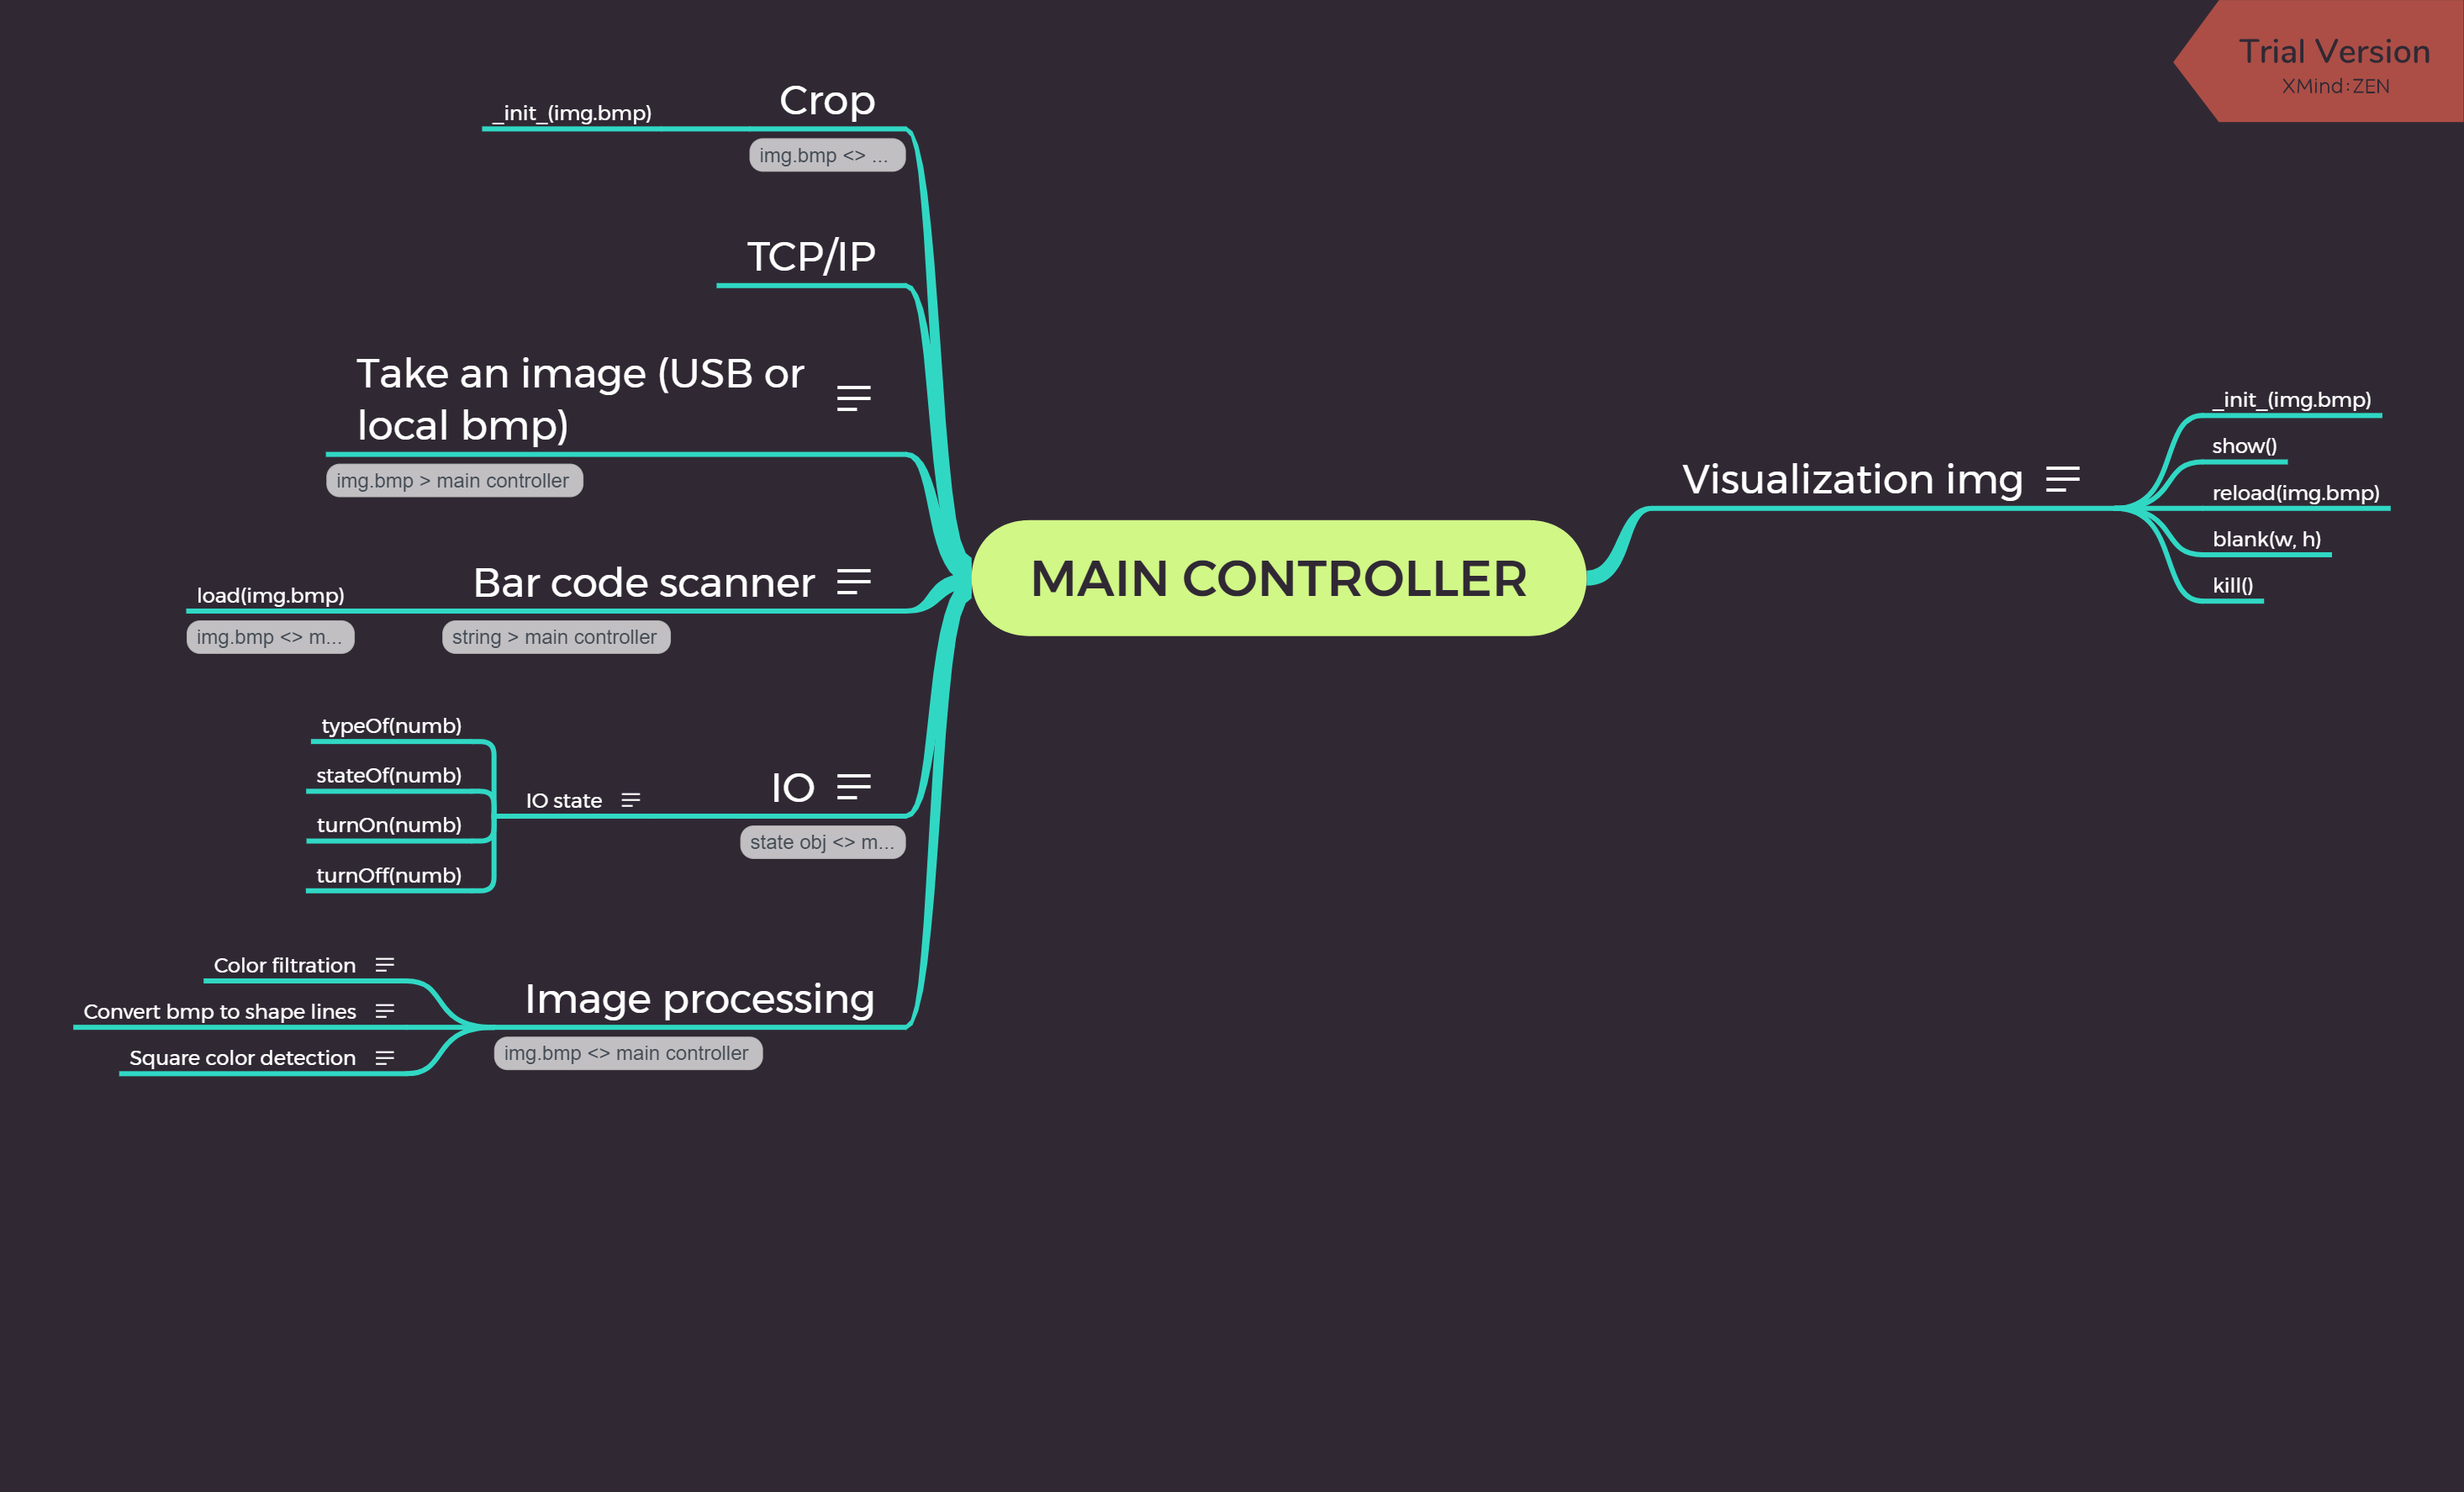 Trial Version
XMind:ZEN
Crop
_init_(img.bmp)
img.bmp <> ...
TCP/IP
Take an image (USB or
local bmp)
img.bmp > main controller
Bar code scanner
string > main controller
load(img.bmp)
img.bmp <> m...
IO
state obj <> m...
IO state
typeOf(numb)
stateOf(numb)
turnOn(numb)
turnOff(numb)
Image processing
img.bmp <> main controller
Color filtration
Convert bmp to shape lines
Square color detection
MAIN CONTROLLER
Visualization img
_init_(img.bmp)
show()
reload(img.bmp)
blank(w, h)
kill()